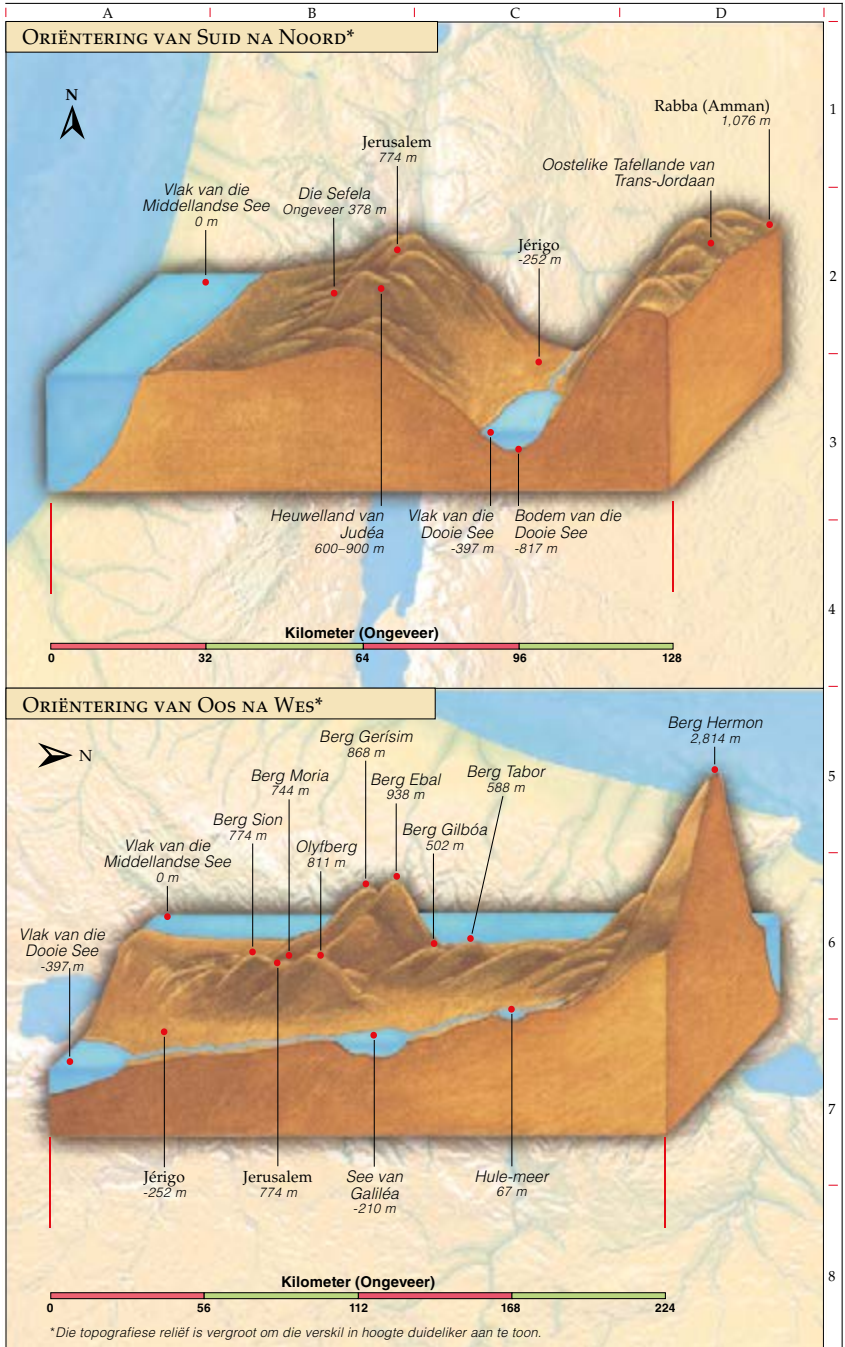 A B C D
ORIËNTERING VAN SUID NA NOORD*
N
1
Rabba (Amman)
1,076 m
Jerusalem
774 m
Oostelike Tafellande van
Trans-Jordaan
Vlak van die
Middellandse See
0 m
Die Sefela
Ongeveer 378 m
Jérigo
-252 m
2
3
Heuwelland van
Judéa
600–900 m
Vlak van die
Dooie See
-397 m
Bodem van die
Dooie See
-817 m
4
Kilometer (Ongeveer)
0 32 64 96 128
ORIËNTERING VAN OOS NA WES*
N
Berg Hermon
2,814 m
Berg Gerísim
868 m
5
Berg Moria
744 m
Berg Ebal
938 m
Berg Tabor
588 m
Berg Sion
774 m
Olyfberg
811 m
Berg Gilbóa
502 m
Vlak van die
Middellandse See
0 m
Vlak van die
Dooie See
-397 m
6
7
Jérigo
-252 m
Jerusalem
774 m
See van
Galiléa
-210 m
Hule-meer
67 m
8
Kilometer (Ongeveer)
0 56 112 168 224
*Die topografiese reliëf is vergroot om die verskil in hoogte duideliker aan te toon.